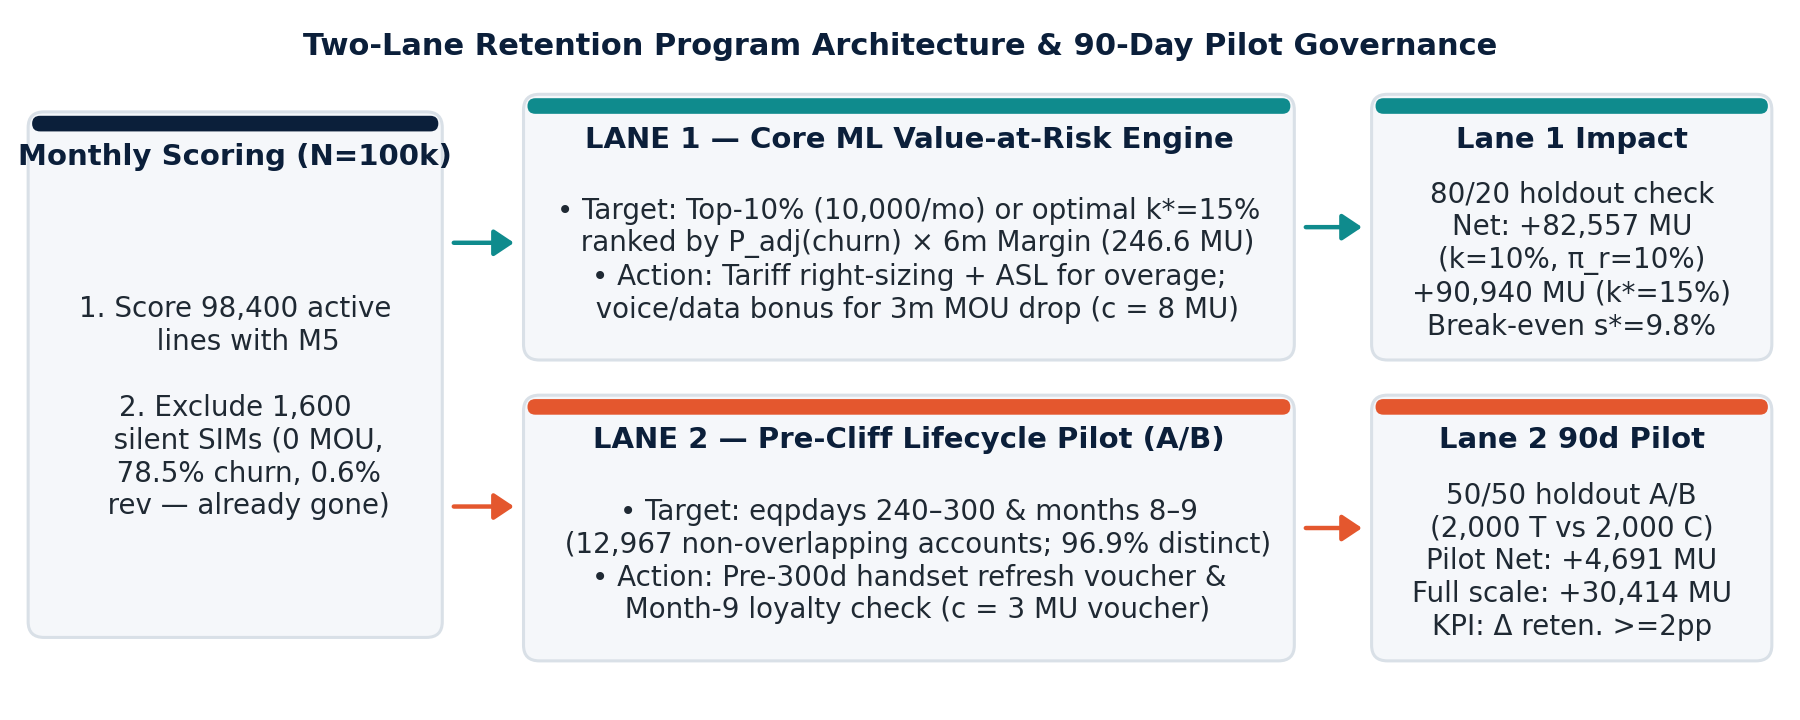 Two-Lane Retention Program Architecture & 90-Day Pilot Governance
Monthly Scoring (N=100k)
1. Score 98,400 active
lines with M5
2. Exclude 1,600
silent SIMs (0 MOU,
78.5% churn, 0.6%
rev — already gone)
LANE 1 — Core ML Value-at-Risk Engine
• Target: Top-10% (10,000/mo) or optimal k*=15%
ranked by P_adj(churn) × 6m Margin (246.6 MU)
• Action: Tariff right-sizing + ASL for overage;
voice/data bonus for 3m MOU drop (c = 8 MU)
Lane 1 Impact
80/20 holdout check
Net: +82,557 MU
(k=10%, π_r=10%)
+90,940 MU (k*=15%)
Break-even s*=9.8%
LANE 2 — Pre-Cliff Lifecycle Pilot (A/B)
• Target: eqpdays 240–300 & months 8–9
(12,967 non-overlapping accounts; 96.9% distinct)
• Action: Pre-300d handset refresh voucher &
Month-9 loyalty check (c = 3 MU voucher)
Lane 2 90d Pilot
50/50 holdout A/B
(2,000 T vs 2,000 C)
Pilot Net: +4,691 MU
Full scale: +30,414 MU
KPI: Δ reten. >=2pp